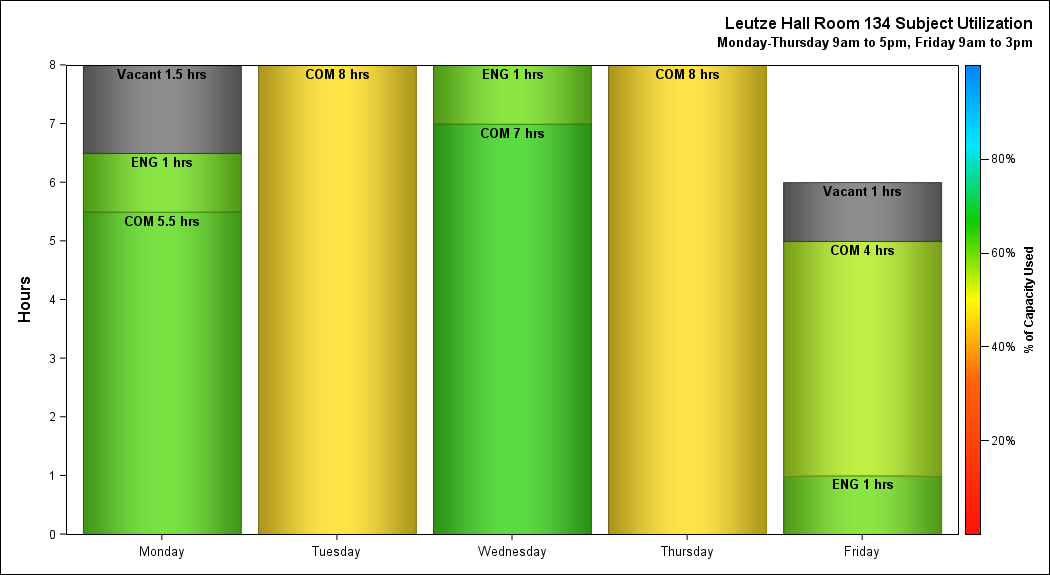 Leutze Hall Room 134 Subject Utilization
Monday-Thursday 9am to 5pm, Friday 9am to 3pm
Hours
8
7
6
5
4
3
2
1
0
Vacant 1.5 hrs
ENG 1 hrs
COM 5.5 hrs
COM 8 hrs
ENG 1 hrs
COM 7 hrs
COM 8 hrs
Vacant 1 hrs
COM 4 hrs
ENG 1 hrs
Monday
Tuesday
Wednesday
Thursday
Friday
80%
60%
40%
20%
% of Capacity Used